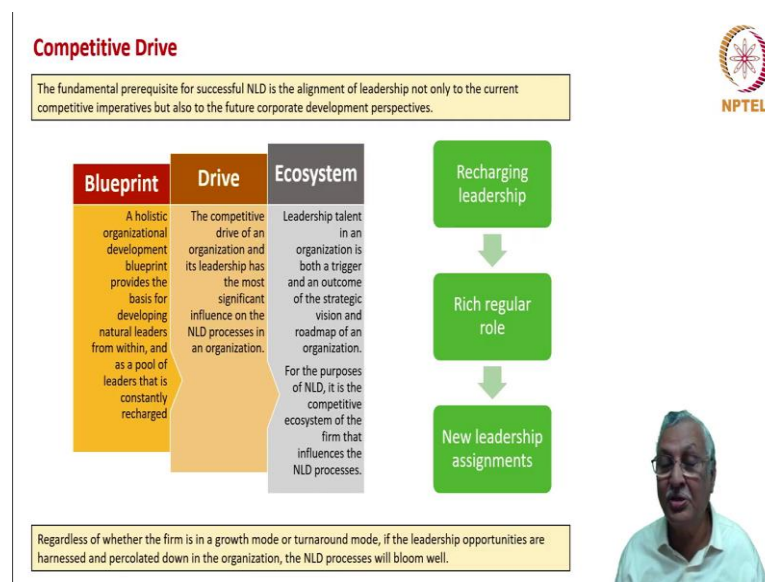 Competitive Drive
The fundamental prerequisite for successful NLD is the alignment of leadership not only to the current
competitive imperatives but also to the future corporate development perspectives.
NPTEL
Blueprint
A holistic
organizational
development
blueprint
provides the
basis for
developing
natural leaders
from within, and
as a pool of
leaders that is
constantly
recharged
Drive
The competitive
drive of an
organization and
its leadership has
the most
significant
influence on the
NLD processes in
an organization.
Ecosystem
Leadership talent
in an
organization is
both a trigger
and an outcome
of the strategic
vision and
roadmap of an
organization.
For the purposes
of NLD, it is the
competitive
ecosystem of the
firm that
influences the
NLD processes.
Recharging
leadership
Rich regular
role
New leadership
assignments
Regardless of whether the firm is in a growth mode or turnaround mode, if the leadership opportunities are
harnessed and percolated down in the organization, the NLD processes will bloom well.